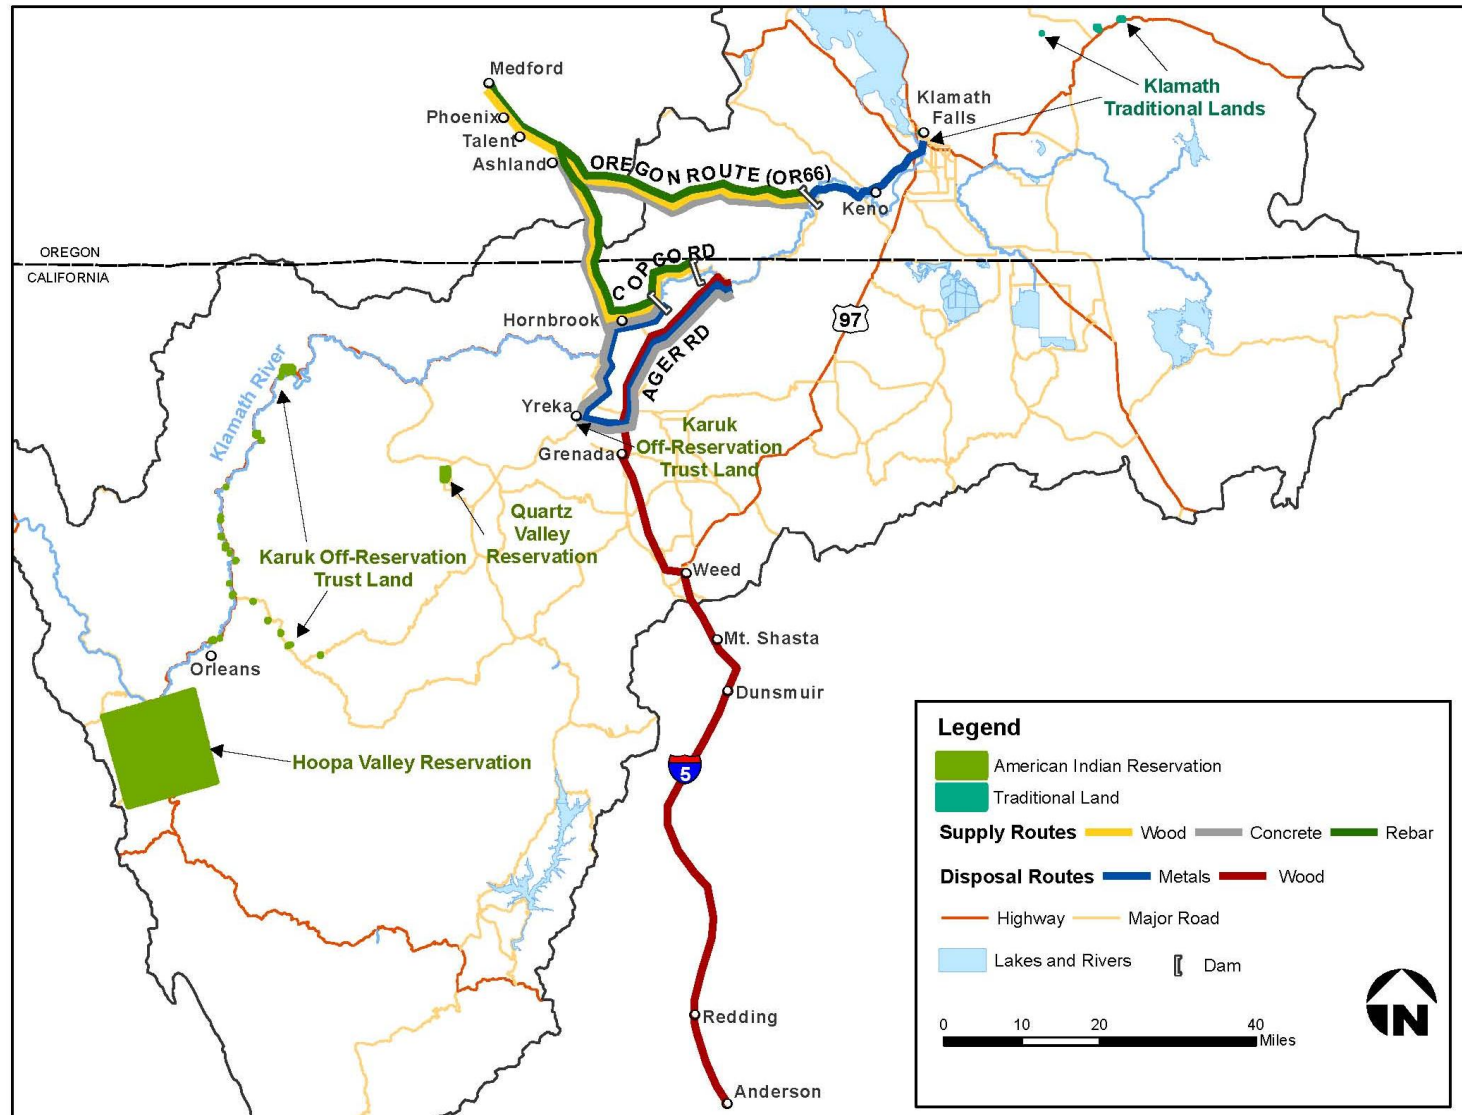 Medford
Phoenix
Talent
Ashland
OREGON ROUTE (OR66)
Klamath
Falls
Klamath
Traditional Lands
Keno
OREGON
CALIFORNIA
COPCO RD
Hornbrook
97
AGER RD
Klamath River
Yreka
Karuk
Off-Reservation
Trust Land
Grenada
Quartz
Valley
Reservation
Karuk Off-Reservation
Trust Land
Weed
Mt. Shasta
Orleans
Dunsmuir
Hoopa Valley Reservation
5
Redding
Anderson
Legend
American Indian Reservation
Traditional Land
Supply Routes Wood Concrete Rebar
Disposal Routes Metals Wood
Highway Major Road
Lakes and Rivers Dam
0 10 20 40
Miles
N